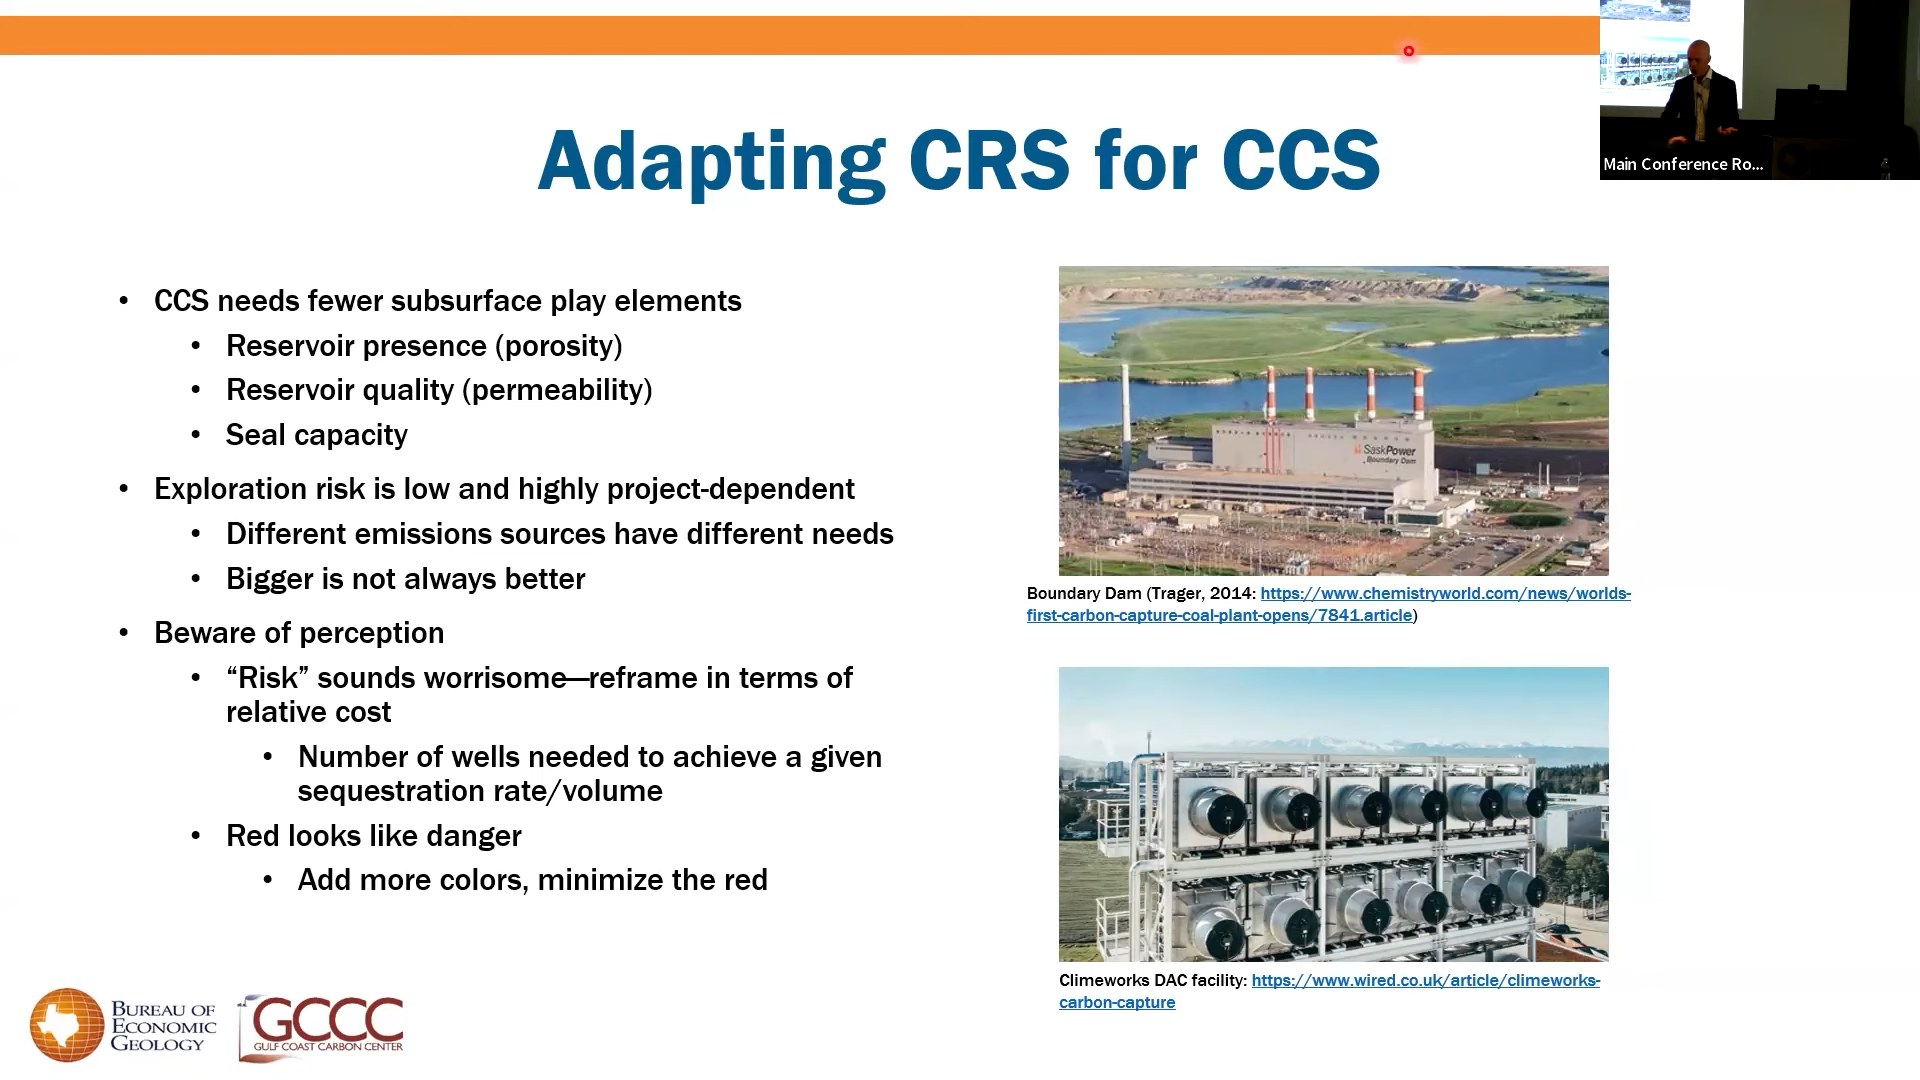 Main Conference Ro...
Adapting CRS for CCS
• CCS needs fewer subsurface play elements
• Reservoir presence (porosity)
• Reservoir quality (permeability)
• Seal capacity
• Exploration risk is low and highly project-dependent
• Different emissions sources have different needs
• Bigger is not always better
• Beware of perception
• “Risk” sounds worrisome—reframe in terms of
relative cost
• Number of wells needed to achieve a given
sequestration rate/volume
• Red looks like danger
• Add more colors, minimize the red
SaskPower
Boundary Dam
Boundary Dam (Trager, 2014: https://www.chemistryworld.com/news/worlds-
first-carbon-capture-coal-plant-opens/7841.article)
Climeworks DAC facility: https://www.wired.co.uk/article/climeworks-
carbon-capture
BUREAU OF
ECONOMIC
GEOLOGY
GCCC
GULF COAST CARBON CENTER